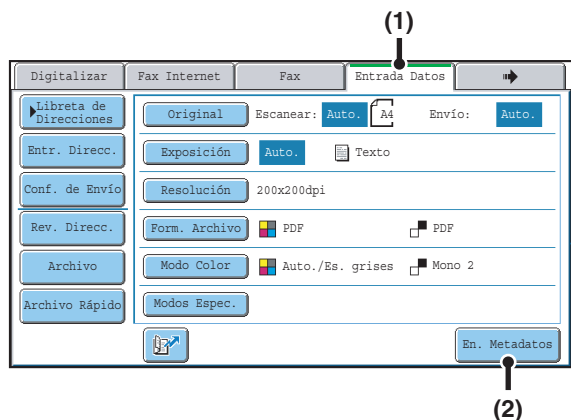 (1)
Digitalizar
Fax Internet
Fax
Entrada Datos
Libreta de
Direcciones
Original
Escanear:
Auto.
A4
Envío:
Auto.
Entr. Direcc.
Exposición
Auto.
Texto
Conf. de Envío
Resolución
200x200dpi
Rev. Direcc.
Form. Archivo
PDF
PDF
Archivo
Modo Color
Auto./Es. grises
Mono 2
Archivo Rápido
Modos Espec.
En. Metadatos
(2)